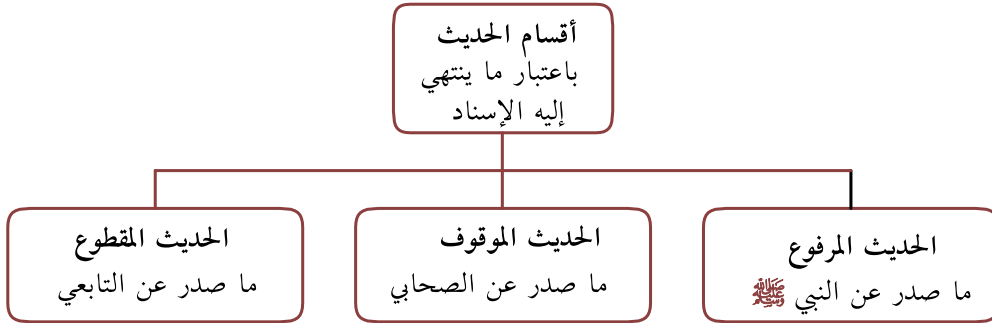 أقسام الحديث
باعتبار ما ينتهي
إليه الإسناد
الحديث المرفوع
ما صدر عن النبي ﷺ
الحديث الموقوف
ما صدر عن الصحابي
الحديث المقطوع
ما صدر عن التابعي